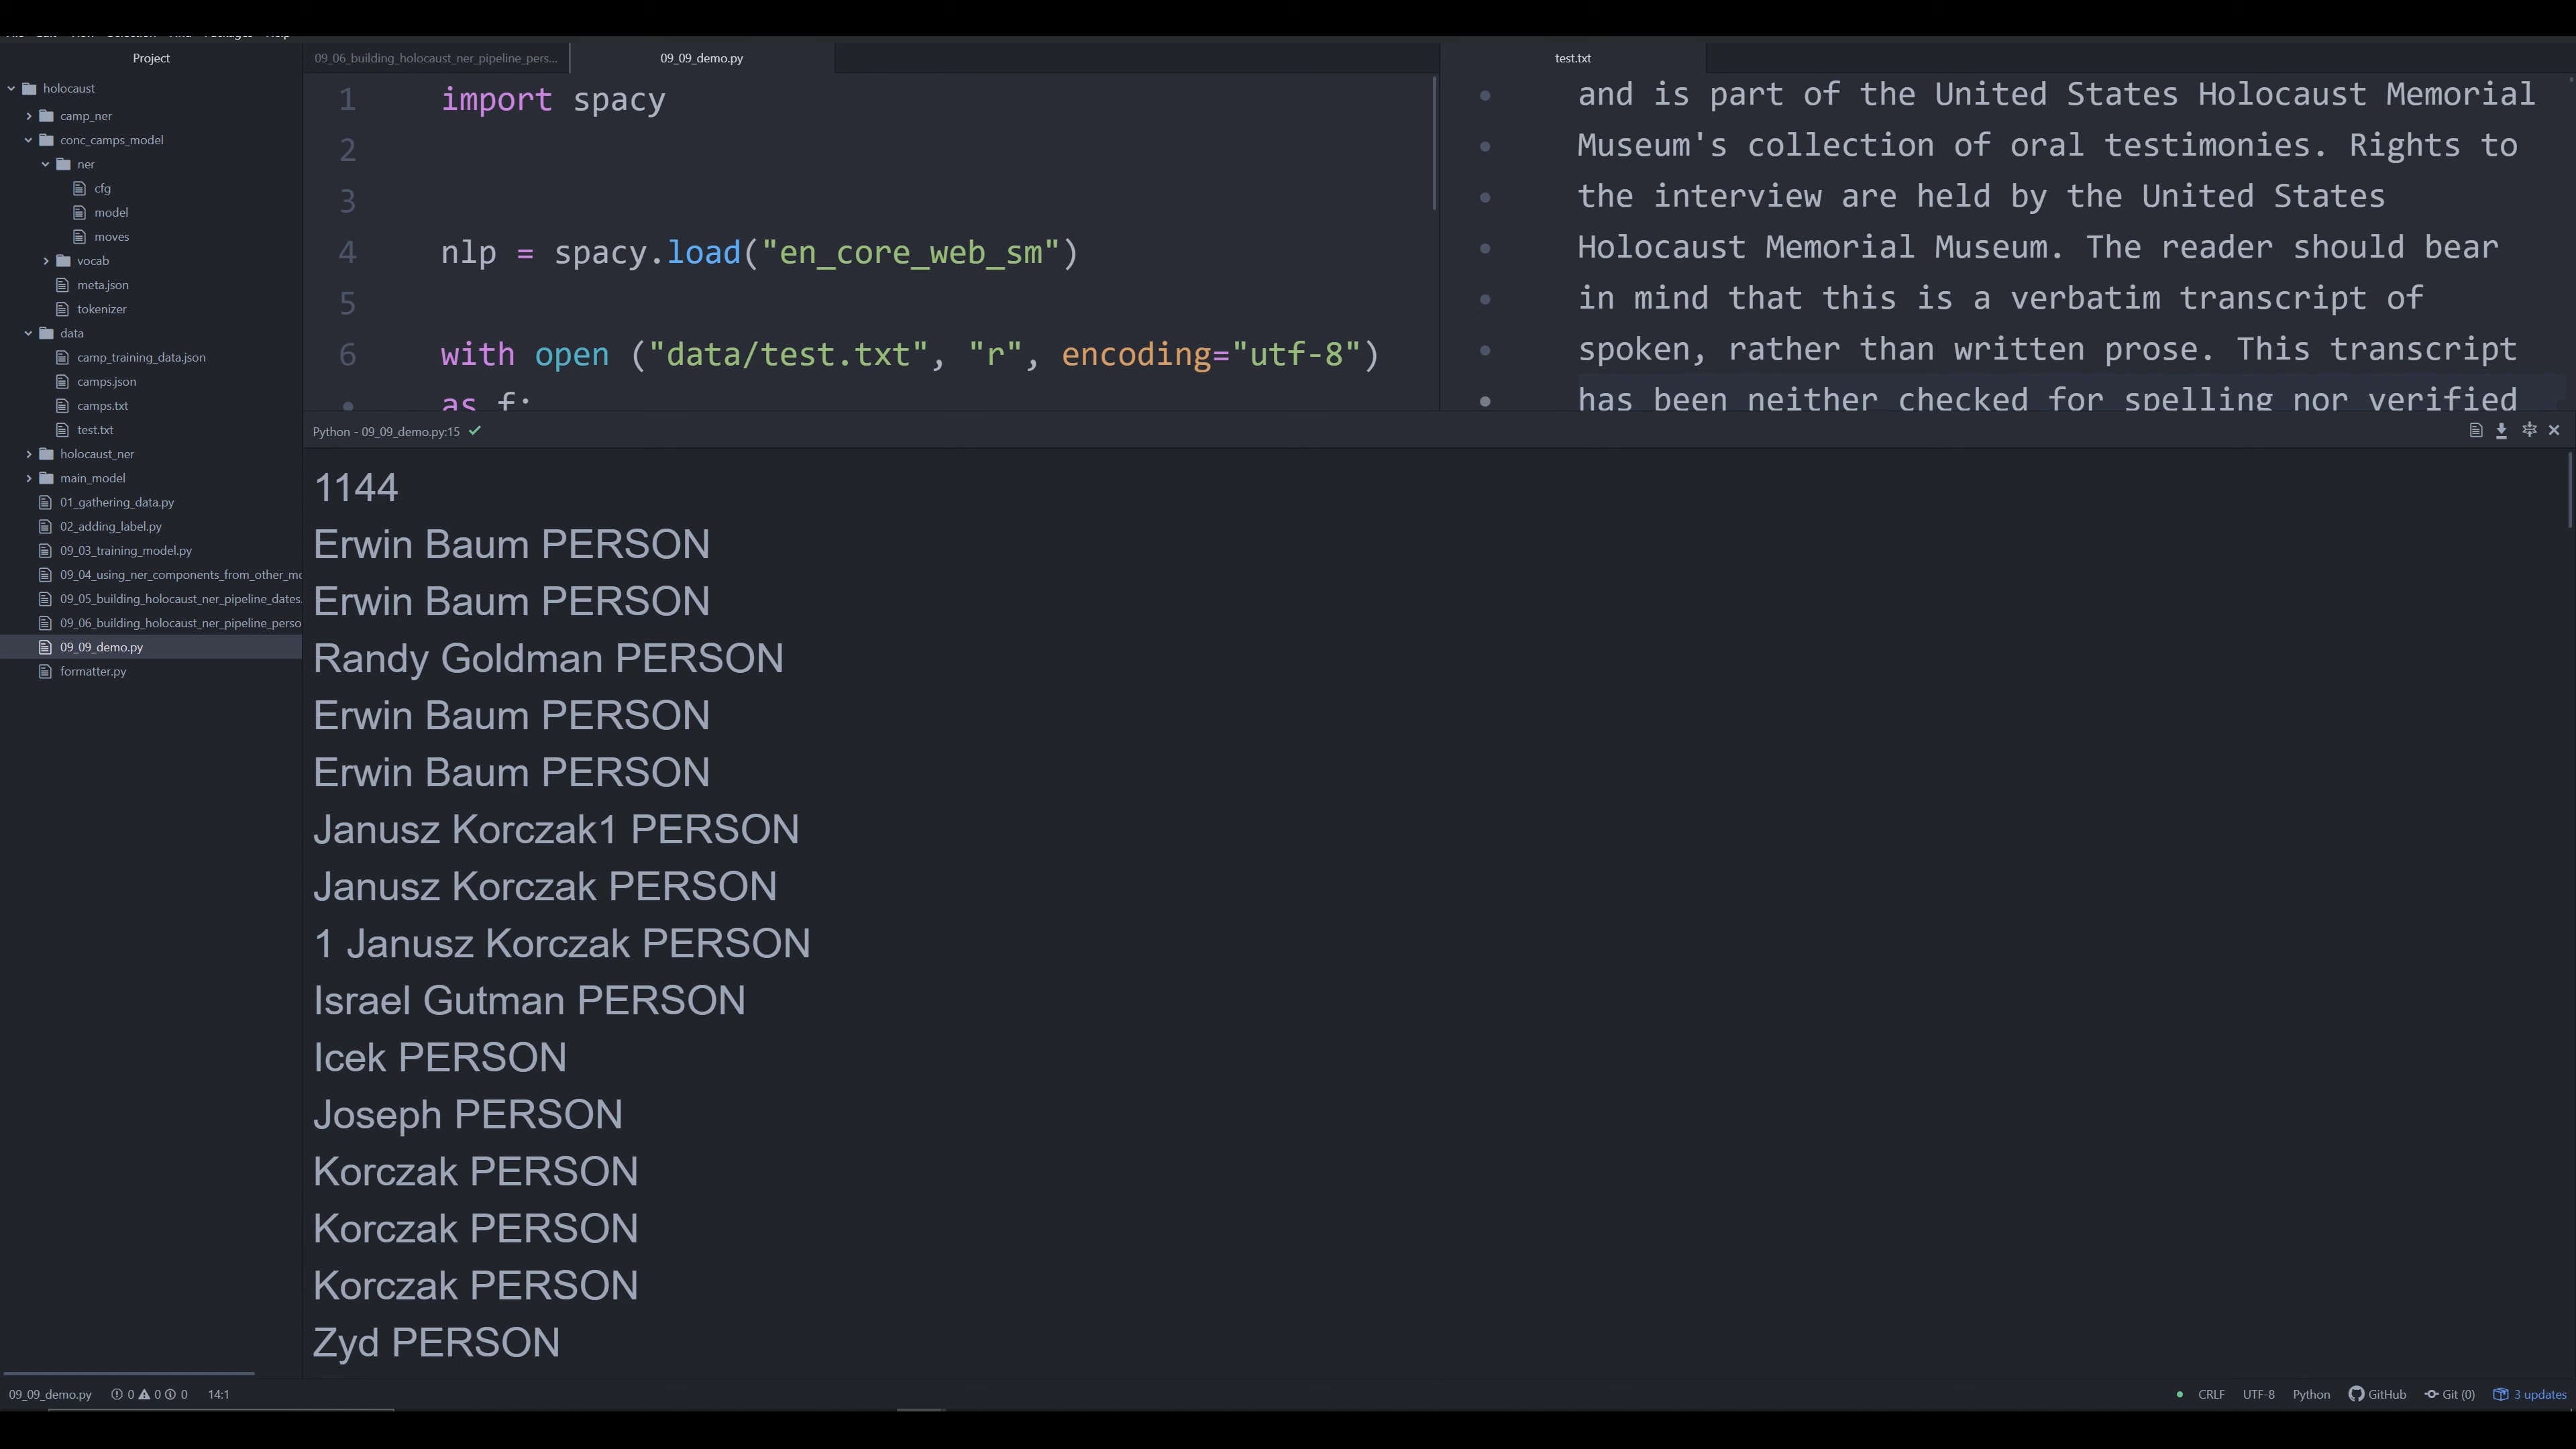 Project
holocaust
camp_ner
conc_camps_model
ner
cfg
model
moves
vocab
meta.json
tokenizer
data
camp_training_data.json
camps.json
camps.txt
test.txt
holocaust_ner
main_model
01_gathering_data.py
02_adding_label.py
09_03_training_model.py
09_04_using_ner_components_from_other_mo
09_05_building_holocaust_ner_pipeline_dates.
09_06_building_holocaust_ner_pipeline_perso
09_09_demo.py
formatter.py
09_06_building_holocaust_ner_pipeline_pers...
09_09_demo.py
1 import spacy
2
3
4 nlp = spacy.load("en_core_web_sm")
5
6 with open ("data/test.txt", "r", encoding="utf-8")
as f:
test.txt
and is part of the United States Holocaust Memorial
Museum's collection of oral testimonies. Rights to
the interview are held by the United States
Holocaust Memorial Museum. The reader should bear
in mind that this is a verbatim transcript of
spoken, rather than written prose. This transcript
has been neither checked for spelling nor verified
Python - 09_09_demo.py:15
1144
Erwin Baum PERSON
Erwin Baum PERSON
Randy Goldman PERSON
Erwin Baum PERSON
Erwin Baum PERSON
Janusz Korczak1 PERSON
Janusz Korczak PERSON
1 Janusz Korczak PERSON
Israel Gutman PERSON
Icek PERSON
Joseph PERSON
Korczak PERSON
Korczak PERSON
Korczak PERSON
Zyd PERSON
09_09_demo.py 0 0 0 14:1
CRLF UTF-8 Python GitHub Git (0) 3 updates